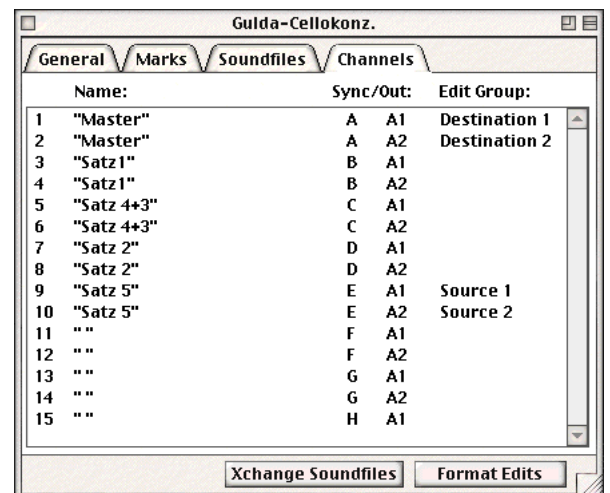 Gulda-Cellokonz.
General Marks Soundfiles Channels
Name: Sync/Out: Edit Group:
1 "Master" A A1 Destination 1
2 "Master" A A2 Destination 2
3 "Satz1" B A1
4 "Satz1" B A2
5 "Satz 4+3" C A1
6 "Satz 4+3" C A2
7 "Satz 2" D A1
8 "Satz 2" D A2
9 "Satz 5" E A1 Source 1
10 "Satz 5" E A2 Source 2
11 " " F A1
12 " " F A2
13 " " G A1
14 " " G A2
15 " " H A1
Xchange Soundfiles Format Edits